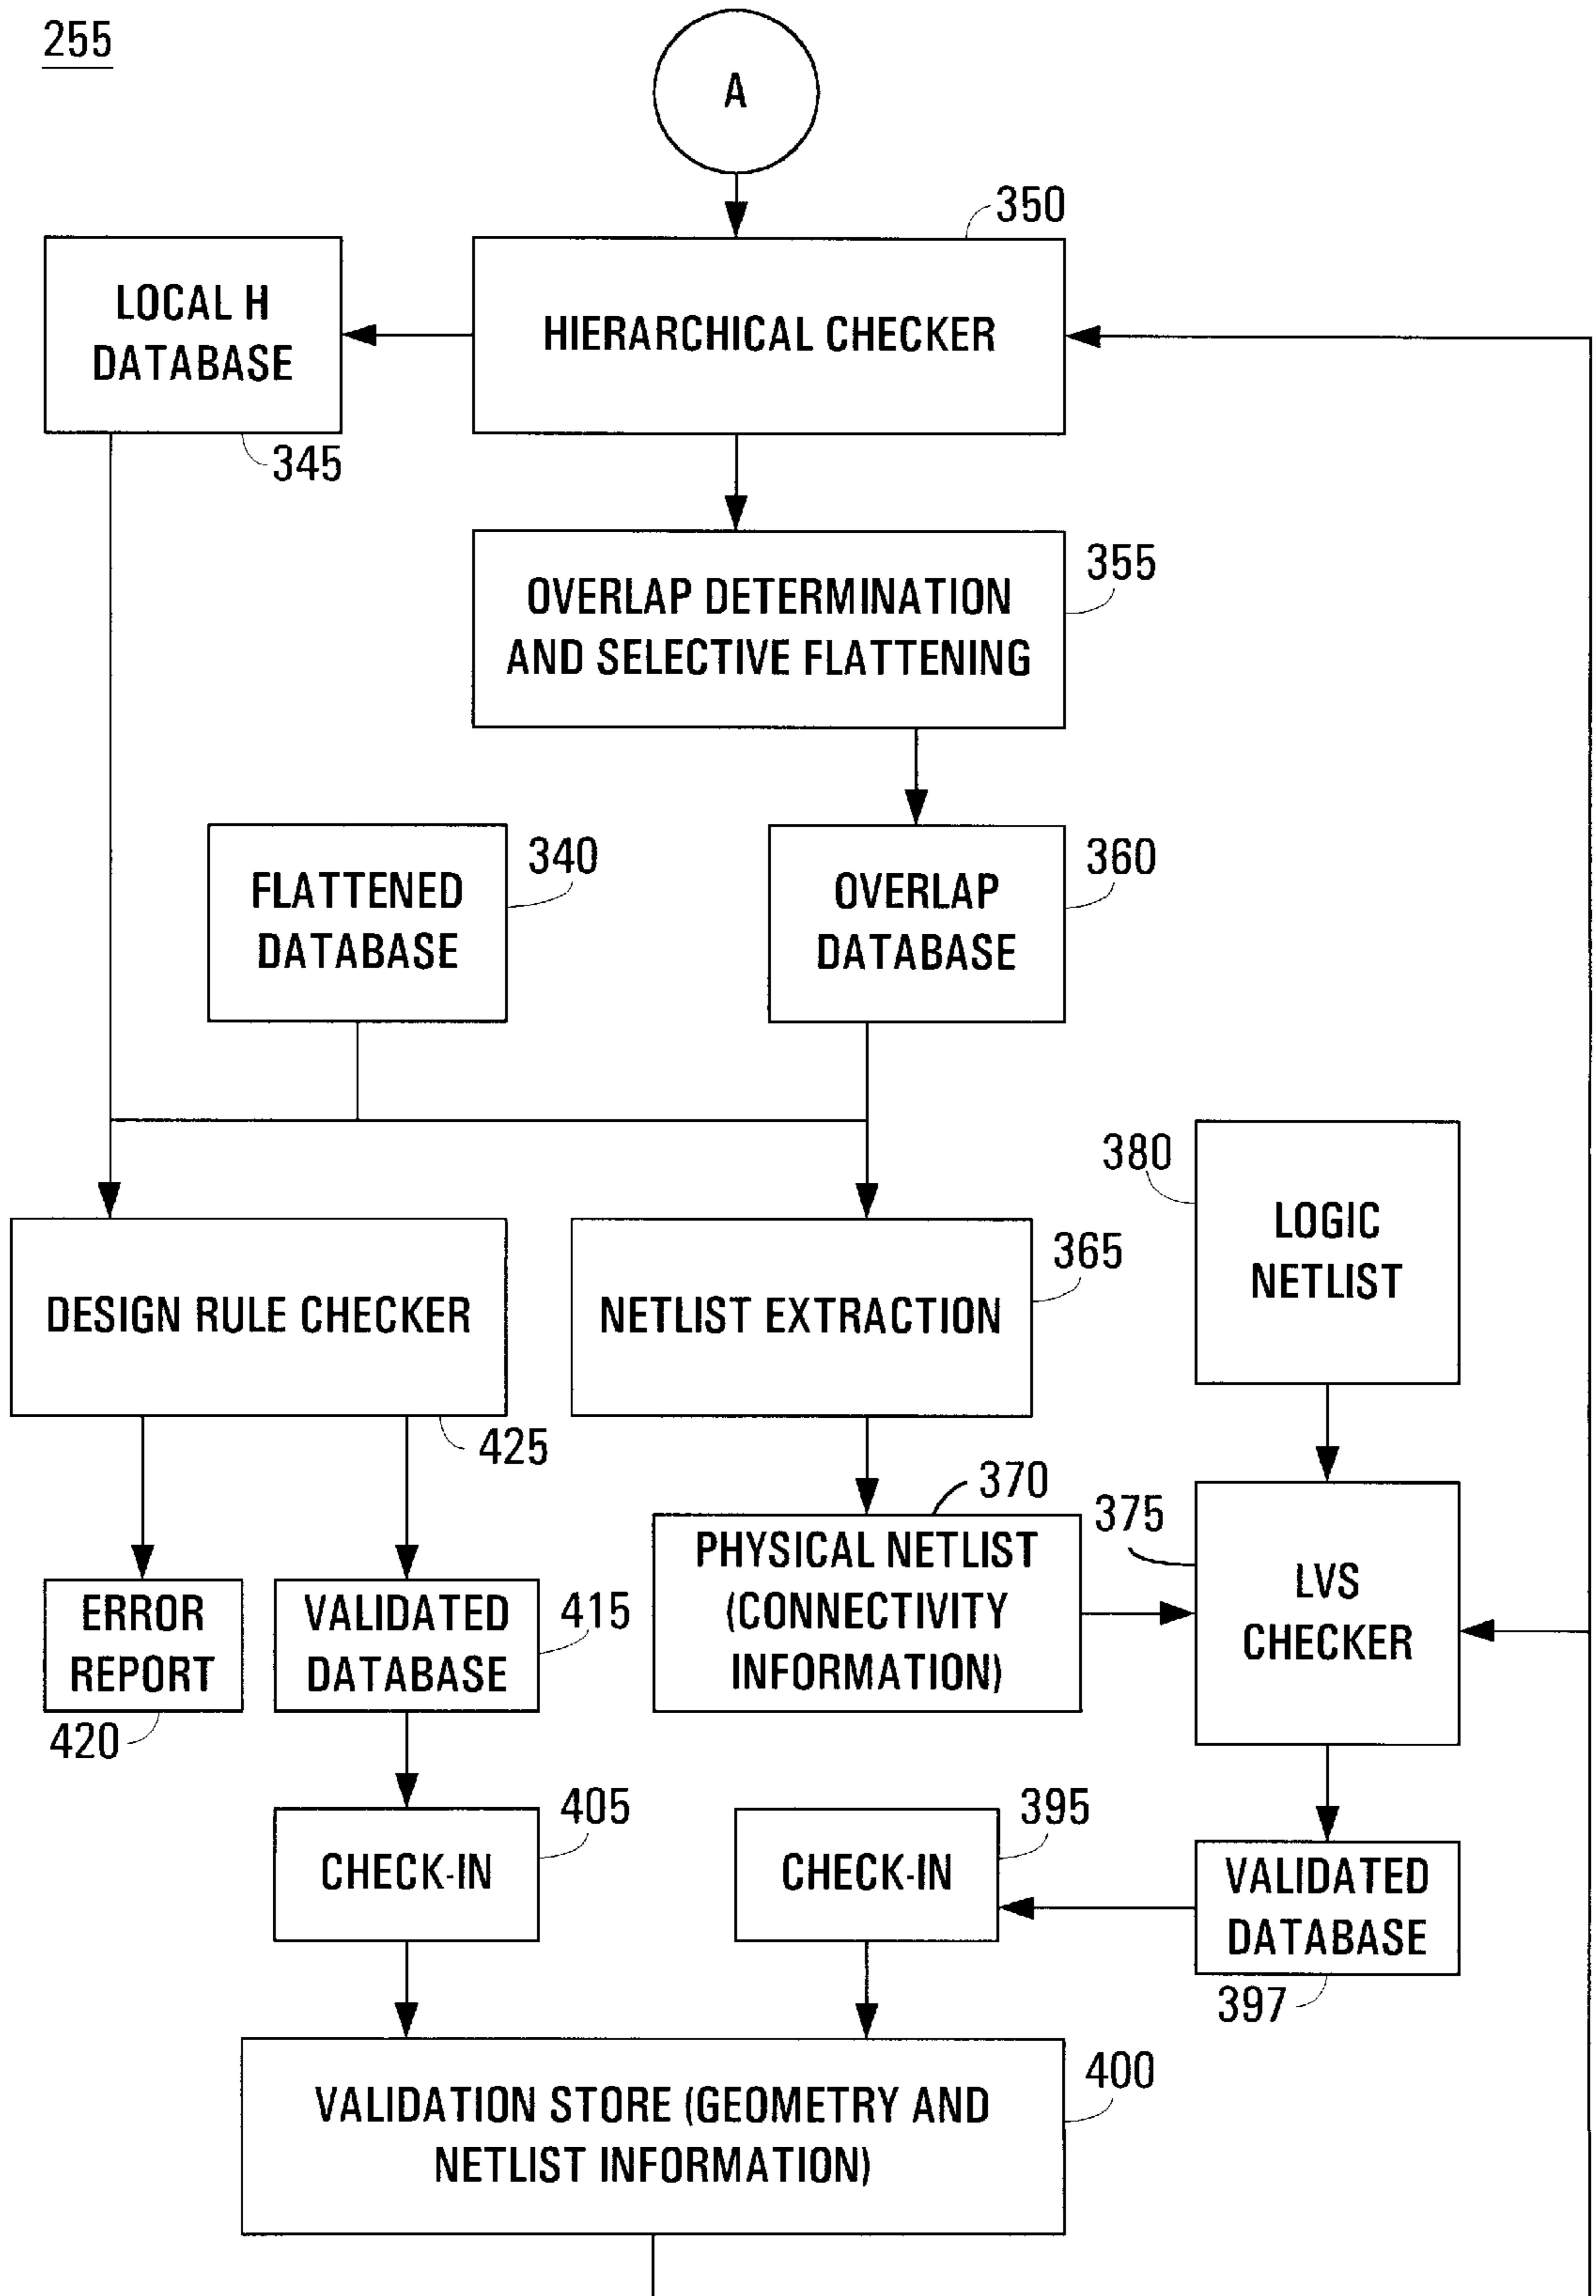 255
A
350
LOCAL H
DATABASE
345
HIERARCHICAL CHECKER
OVERLAP DETERMINATION
AND SELECTIVE FLATTENING
355
FLATTENED
DATABASE
340
OVERLAP
DATABASE
360
380
LOGIC
NETLIST
DESIGN RULE CHECKER
425
NETLIST EXTRACTION
365
370
PHYSICAL NETLIST
(CONNECTIVITY
INFORMATION)
375
LVS
CHECKER
ERROR
REPORT
420
VALIDATED
DATABASE
415
CHECK-IN
405
CHECK-IN
395
VALIDATED
DATABASE
397
VALIDATION STORE (GEOMETRY AND
NETLIST INFORMATION)
400